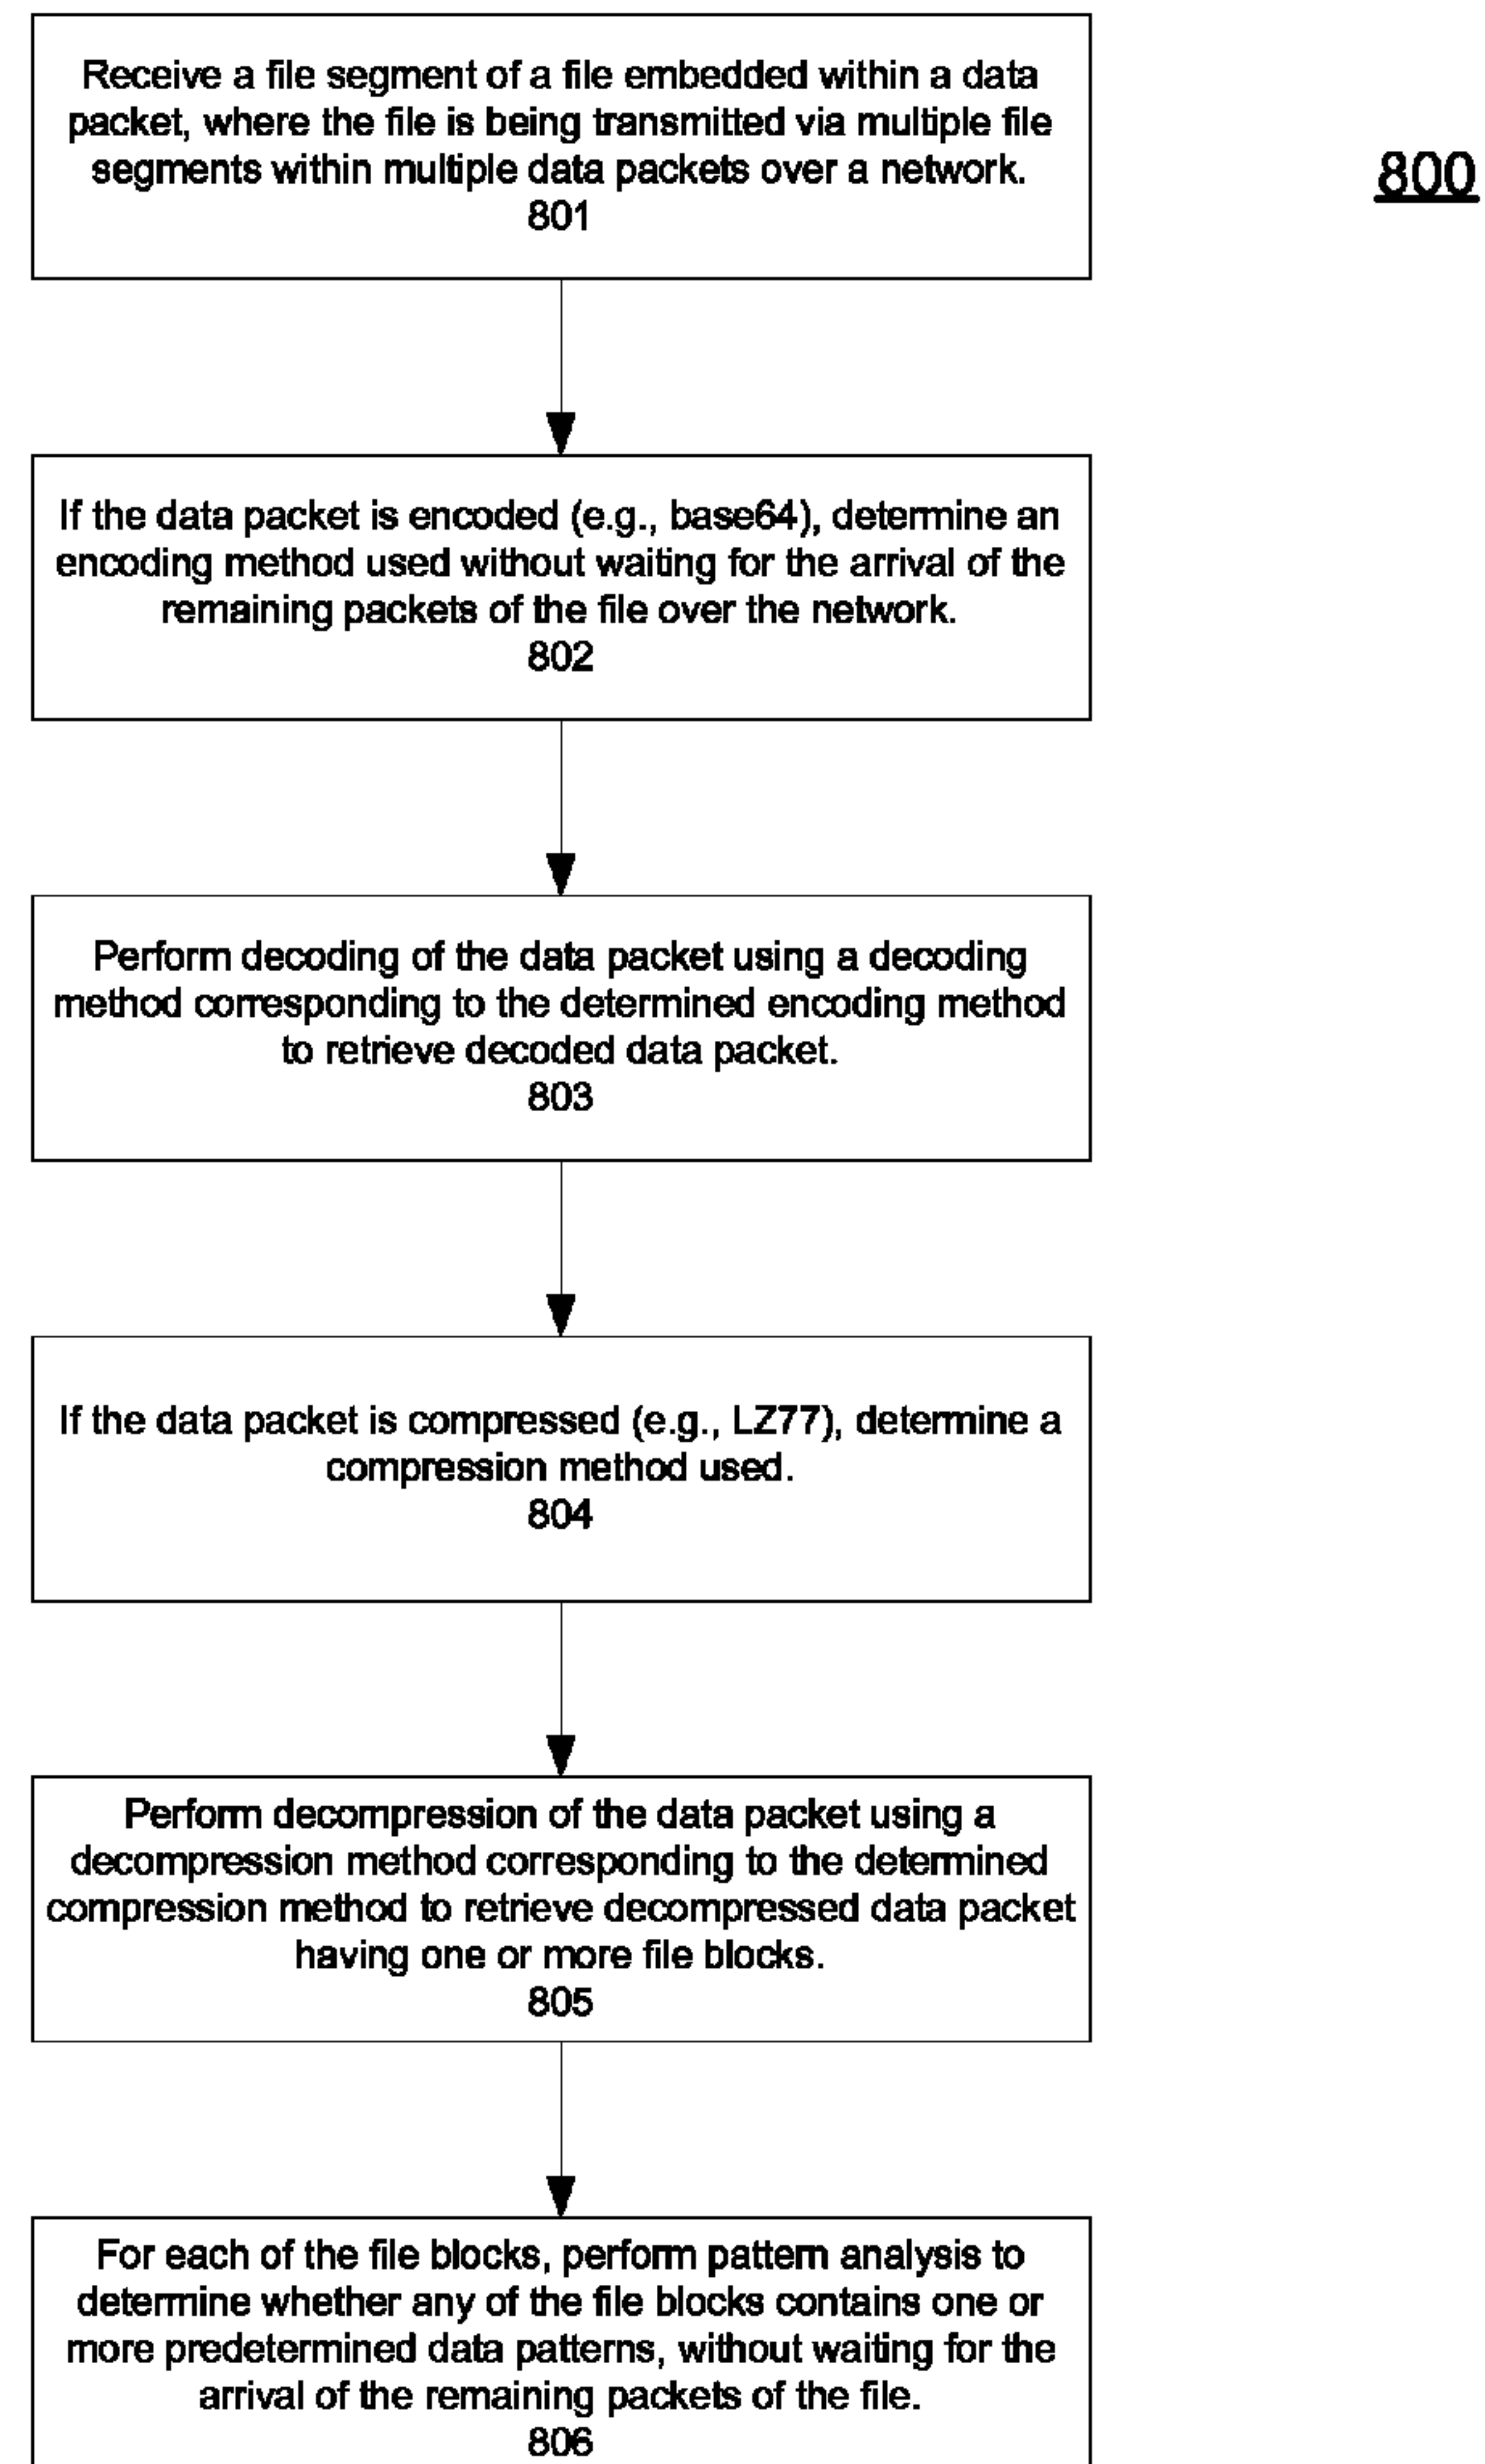 Receive a file segment of a file embedded within a data
packet, where the file is being transmitted via multiple file
segments within multiple data packets over a network.
801
800
If the data packet is encoded (e.g., base64), determine an
encoding method used without waiting for the arrival of the
remaining packets of the file over the network.
802
Perform decoding of the data packet using a decoding
method corresponding to the determined encoding method
to retrieve decoded data packet.
803
If the data packet is compressed (e.g., LZ77), determine a
compression method used.
804
Perform decompression of the data packet using a
decompression method corresponding to the determined
compression method to retrieve decompressed data packet
having one or more file blocks.
805
For each of the file blocks, perform pattern analysis to
determine whether any of the file blocks contains one or
more predetermined data patterns, without waiting for the
arrival of the remaining packets of the file.
806